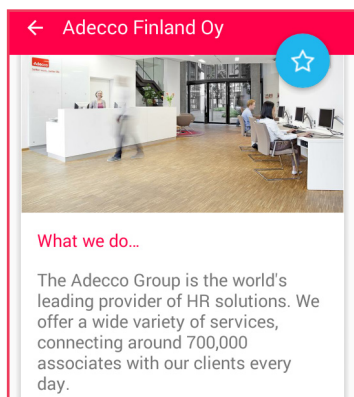 Adecco Finland Oy
Adecco
What we do...
The Adecco Group is the world's
leading provider of HR solutions. We
offer a wide variety of services,
connecting around 700,000
associates with our clients every
day.